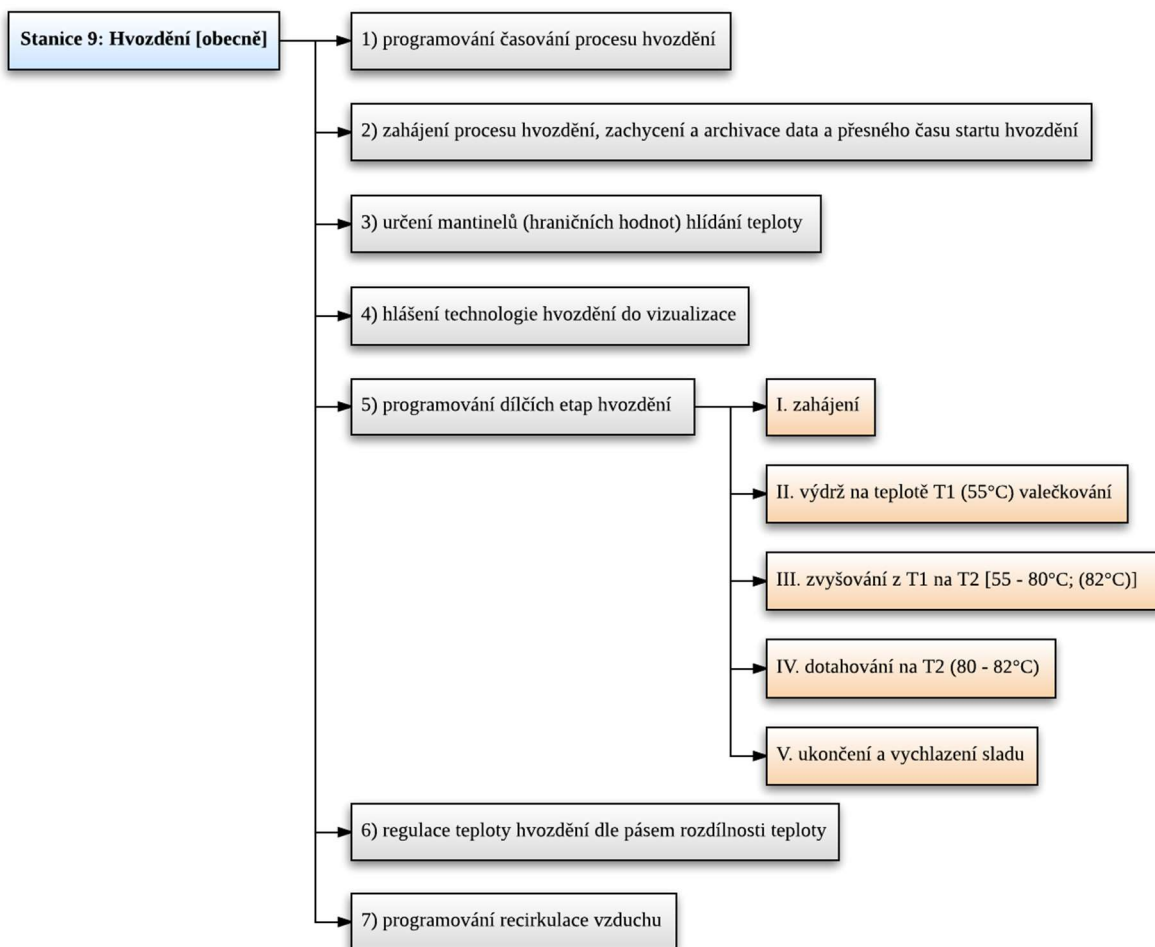 Stanice 9: Hvozdění [obecně]
1) programování časování procesu hvozdění
2) zahájení procesu hvozdění, zachycení a archivace data a přesného času startu hvozdění
3) určení mantinelů (hraničních hodnot) hlídání teploty
4) hlášení technologie hvozdění do vizualizace
5) programování dílčích etap hvozdění
I. zahájení
II. výdrž na teplotě T1 (55°C) valečkování
III. zvyšování z T1 na T2 [55 - 80°C; (82°C)]
IV. dotahování na T2 (80 - 82°C)
V. ukončení a vychlazení sladu
6) regulace teploty hvozdění dle pásem rozdílnosti teploty
7) programování recirkulace vzduchu